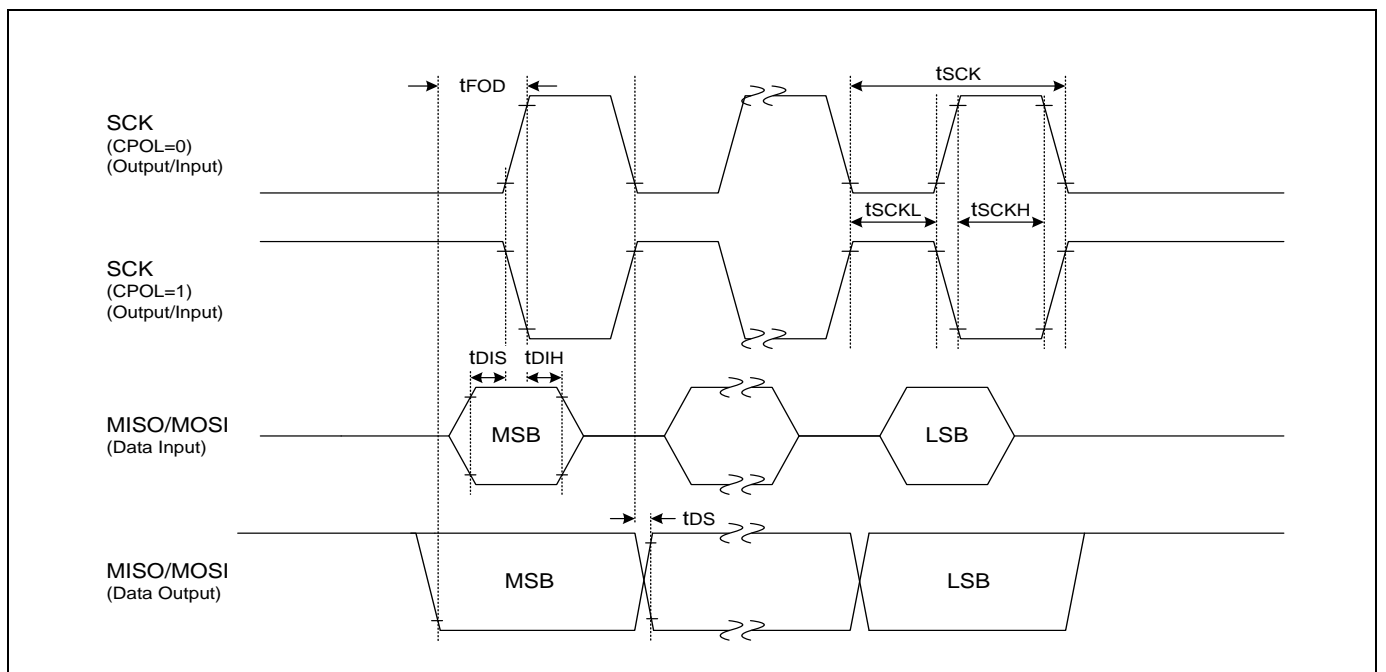 tFOD
tSCK
SCK
(CPOL=0)
(Output/Input)
tSCKL
tSCKH
SCK
(CPOL=1)
(Output/Input)
tDIS
tDIH
MISO/MOSI
(Data Input)
MSB
LSB
tDS
MISO/MOSI
(Data Output)
MSB
LSB